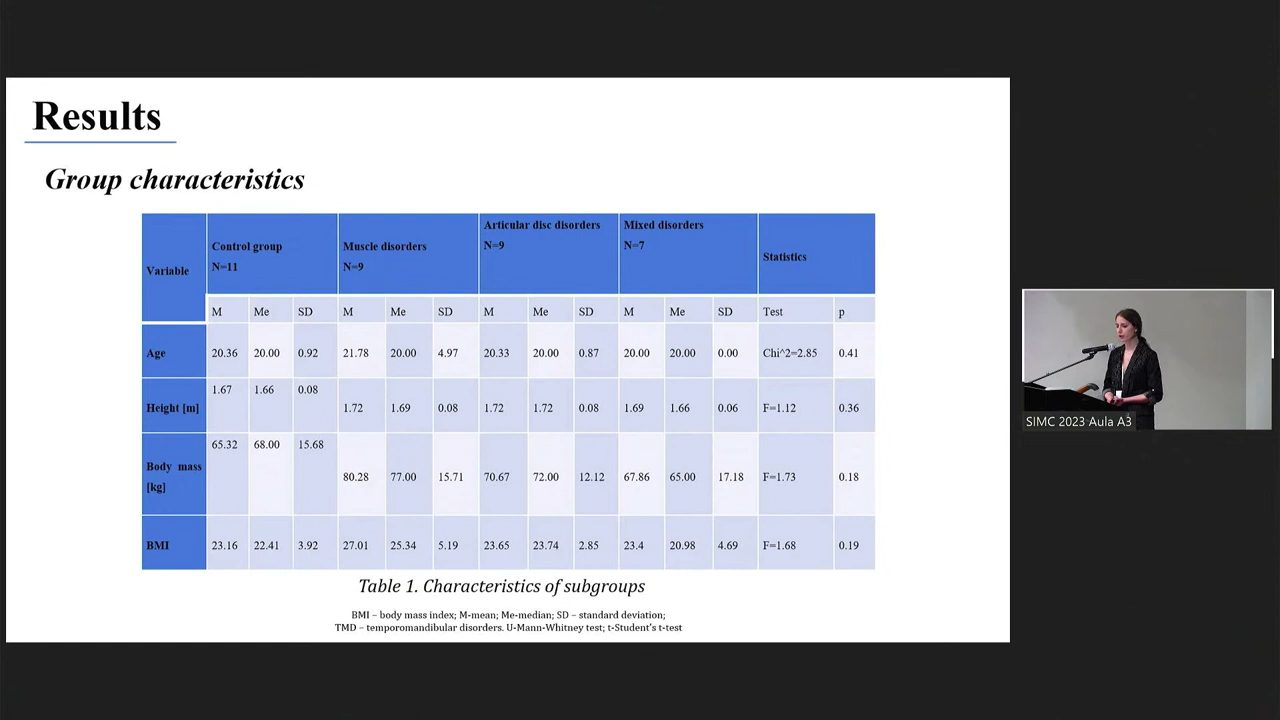 Results
Group characteristics
Variable Control group N=11 Muscle disorders N=9 Articular disc disorders N=9 Mixed disorders N=7 Statistics
M Me SD M Me SD M Me SD M Me SD Test p
Age 20.36 20.00 0.92 21.78 20.00 4.97 20.33 20.00 0.87 20.00 20.00 0.00 Chi^2=2.85 0.41
Height [m] 1.67 1.66 0.08 1.72 1.69 0.08 1.72 1.72 0.08 1.69 1.66 0.06 F=1.12 0.36
Body mass [kg] 65.32 68.00 15.68 80.28 77.00 15.71 70.67 72.00 12.12 67.86 65.00 17.18 F=1.73 0.18
BMI 23.16 22.41 3.92 27.01 25.34 5.19 23.65 23.74 2.85 23.4 20.98 4.69 F=1.68 0.19
Table 1. Characteristics of subgroups
BMI – body mass index; M-mean; Me-median; SD – standard deviation;
TMD – temporomandibular disorders. U-Mann-Whitney test; t-Student's t-test
SIMC 2023 Aula A3